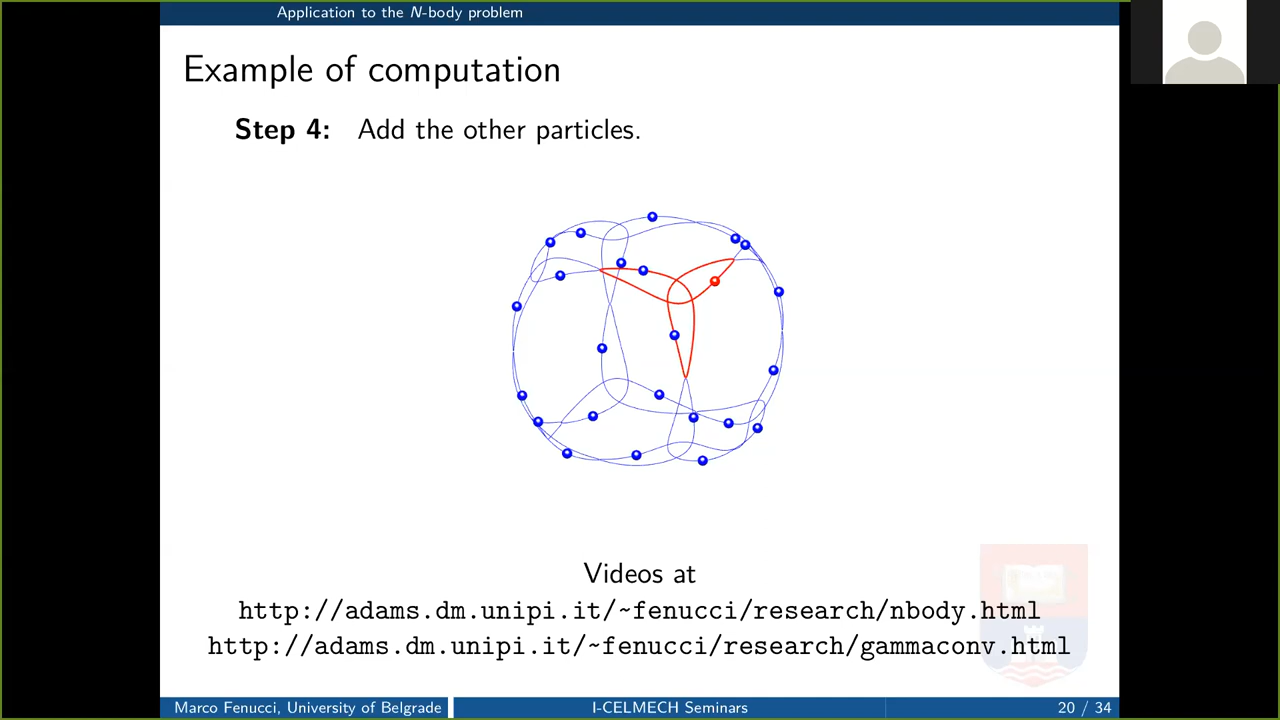 Application to the N-body problem
Example of computation
Step 4: Add the other particles.
Videos at
http://adams.dm.unipi.it/~fenucci/research/nbody.html
http://adams.dm.unipi.it/~fenucci/research/gammaconv.html
Marco Fenucci, University of Belgrade I-CELMECH Seminars 20 / 34